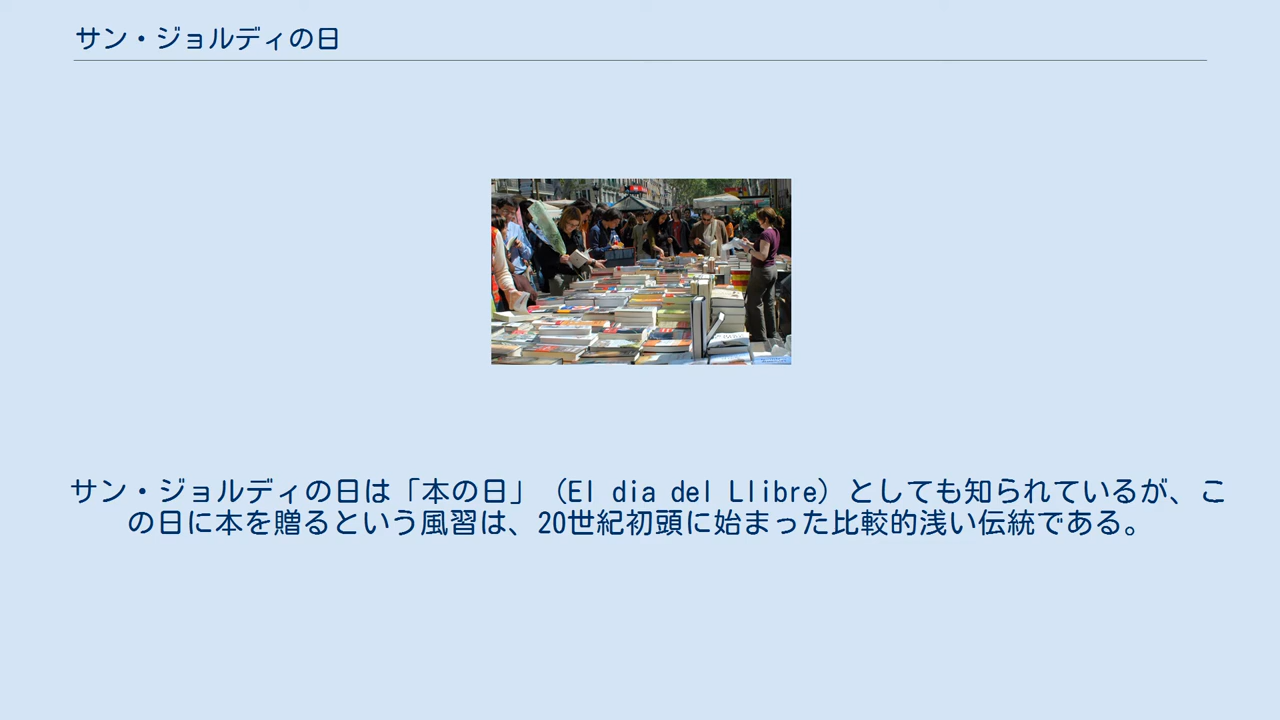 サン・ジョルディの日
サン・ジョルディの日は「本の日」（El dia del Llibre）としても知られているが、こ
の日に本を贈るという風習は、20世紀初頭に始まった比較的浅い伝統である。